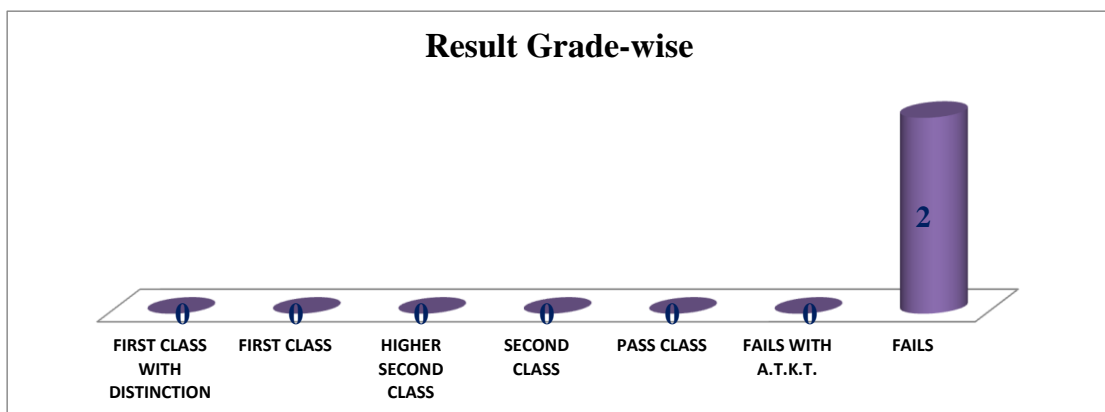 Result Grade-wise
2
0 0 0 0 0 0
FIRST CLASS WITH DISTINCTION
FIRST CLASS
HIGHER SECOND CLASS
SECOND CLASS
PASS CLASS
FAILS WITH A.T.K.T.
FAILS